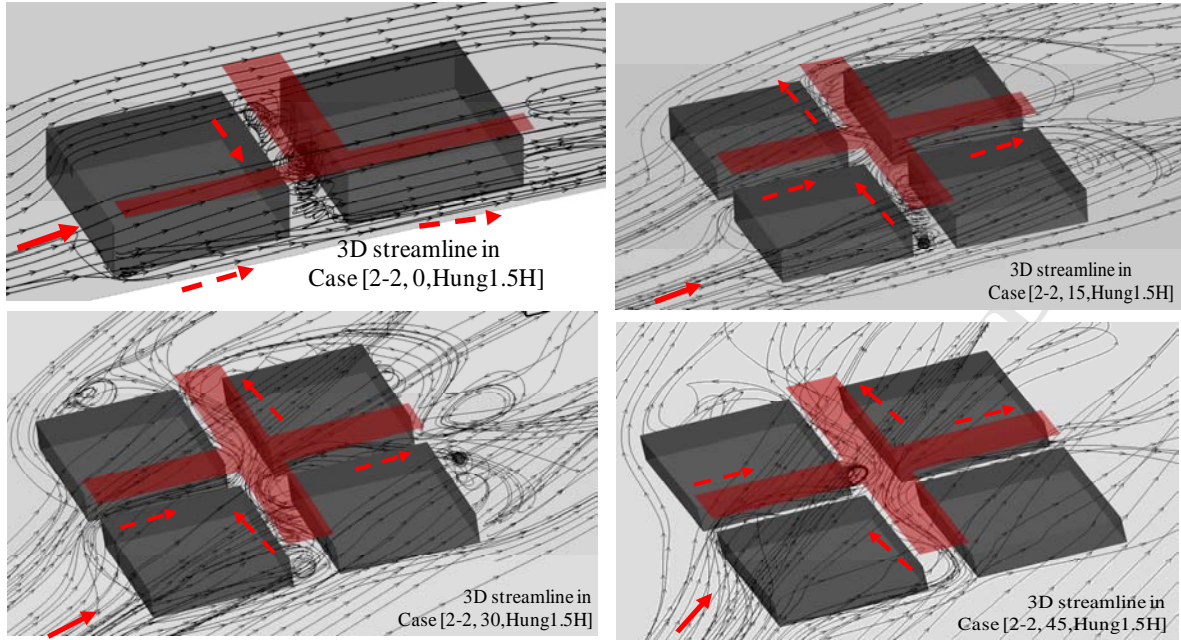 3D streamline in
Case [2-2, 0,Hung1.5H]
3D streamline in
Case [2-2, 15,Hung1.5H]
3D streamline in
Case [2-2, 30,Hung1.5H]
3D streamline in
Case [2-2, 45,Hung1.5H]